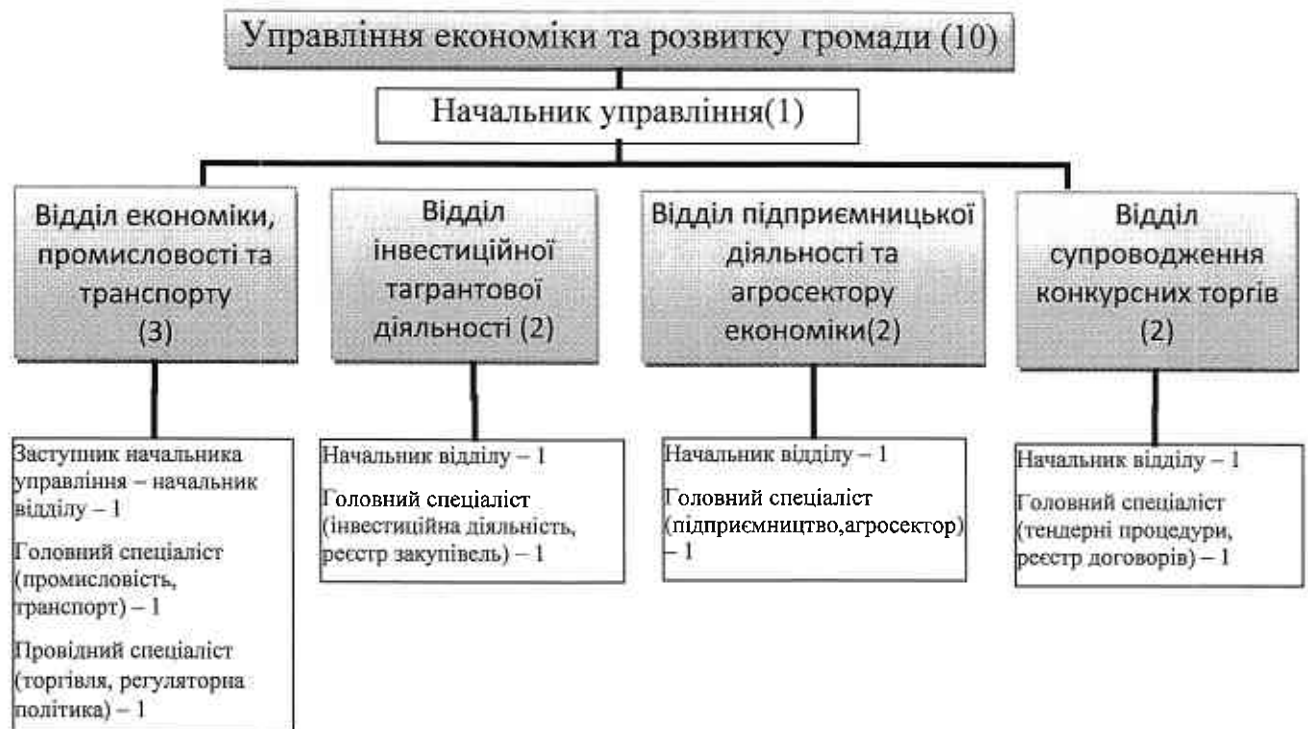 Управління економіки та розвитку громади (10)
Начальник управління(1)
Відділ економіки,
промисловості та
транспорту
(3)
Відділ
інвестиційної
тагрантової
діяльності (2)
Відділ підприємницької
діяльності та
агросектору
економіки(2)
Відділ
супроводження
конкурсних торгів
(2)
Заступник начальника
управління – начальник
відділу – 1
Головний спеціаліст
(промисловість,
транспорт) – 1
Провідний спеціаліст
(торгівля, регуляторна
політика) – 1
Начальник відділу – 1
Головний спеціаліст
(інвестиційна діяльність,
реєстр закупівель) – 1
Начальник відділу – 1
Головний спеціаліст
(підприємництво,агросектор)
– 1
Начальник відділу – 1
Головний спеціаліст
(тендерні процедури,
реєстр договорів) – 1